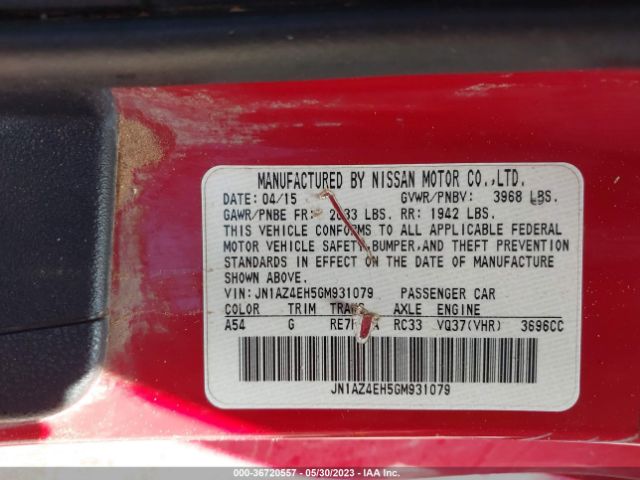 MANUFACTURED BY NISSAN MOTOR CO.,LTD.
DATE: 04/15 GVWR/PNBV: 3968 LBS.
GAWR/PNBE FR: 2033 LBS. RR: 1942 LBS.
THIS VEHICLE CONFORMS TO ALL APPLICABLE FEDERAL
MOTOR VEHICLE SAFETY,BUMPER,AND THEFT PREVENTION
STANDARDS IN EFFECT ON THE DATE OF MANUFACTURE
SHOWN ABOVE.
VIN: JN1AZ4EH5GM931079 PASSENGER CAR
COLOR TRIM TRANS AXLE ENGINE
A54 G RC33 VQ37(VHR) 3696CC
JN1AZ4EH5GM931079
© - 36720557 - 05/30/2023 - IAA Inc.